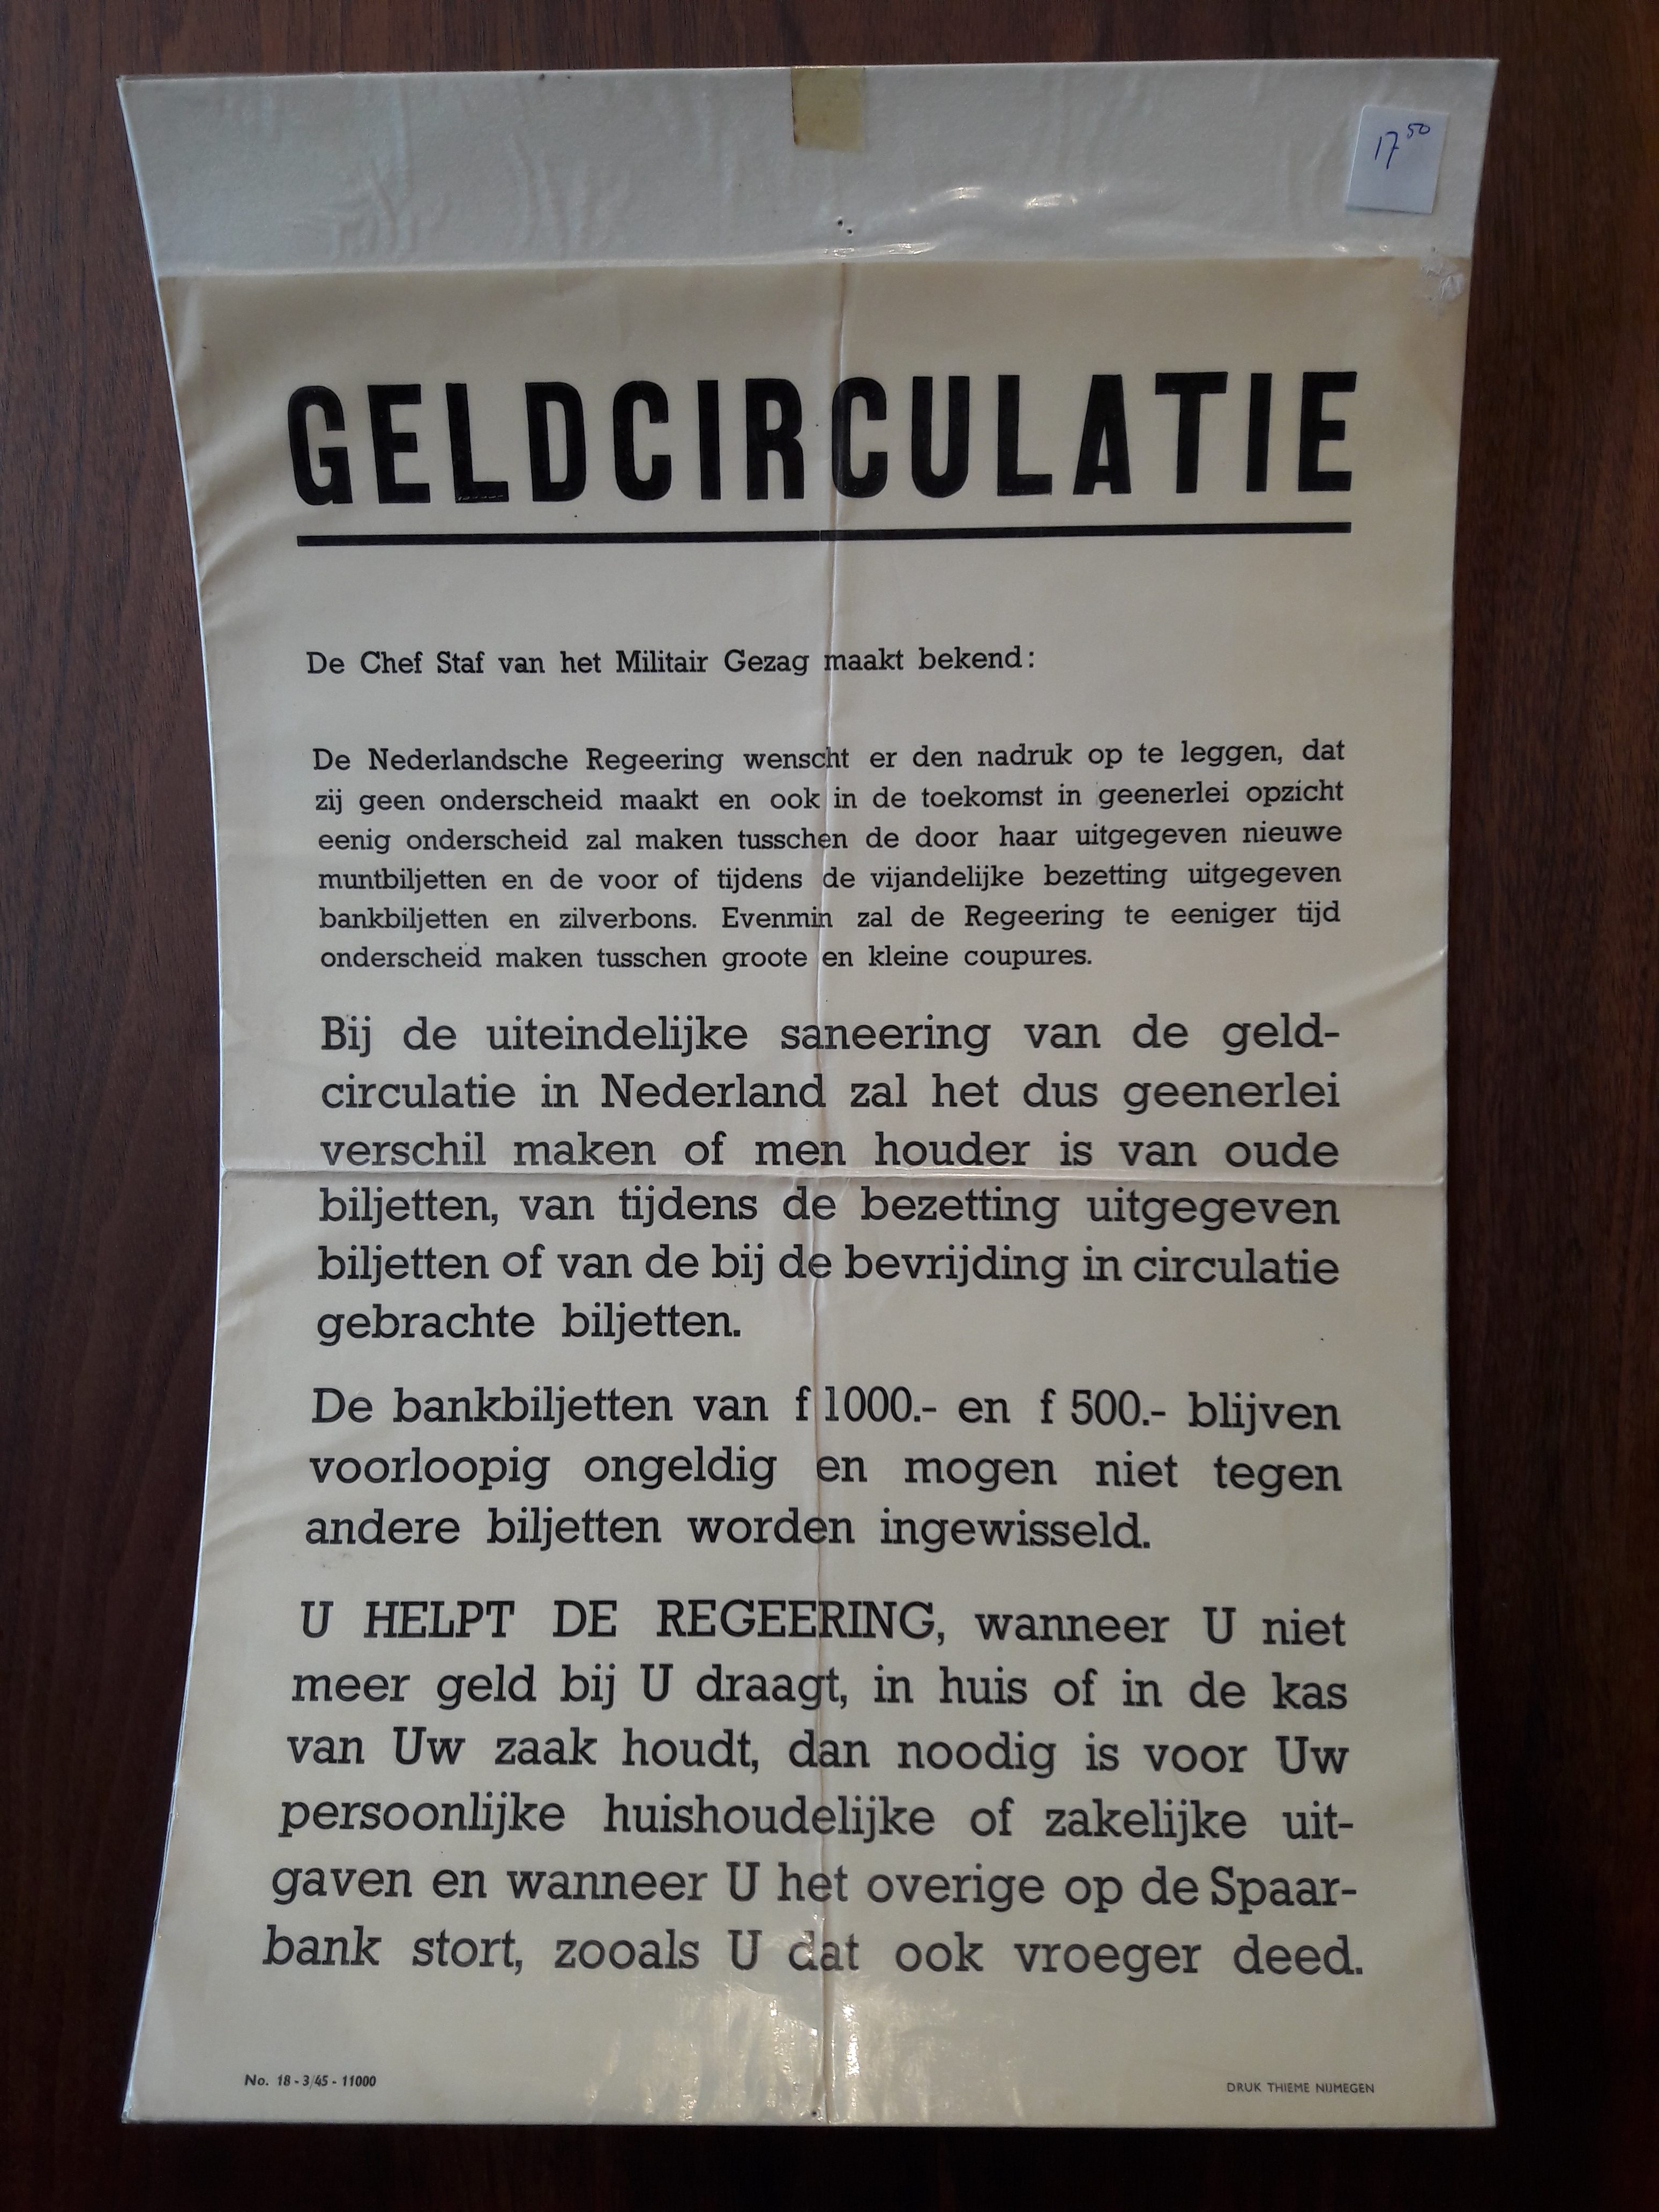 17 50
GELDCIRCULATIE
De Chef Staf van het Militair Gezag maakt bekend:
De Nederlandsche Regeering wenscht er den nadruk op te leggen, dat
zij geen onderscheid maakt en ook in de toekomst in geenerlei opzicht
eenig onderscheid zal maken tusschen de door haar uitgegeven nieuwe
muntbiljetten en de voor of tijdens de vijandelijke bezetting uitgegeven
bankbiljetten en zilverbons. Evenmin zal de Regeering te eeniger tijd
onderscheid maken tusschen groote en kleine coupures.
Bij de uiteindelijke saneering van de geld-
circulatie in Nederland zal het dus geenerlei
verschil maken of men houder is van oude
biljetten, van tijdens de bezetting uitgegeven
biljetten of van de bij de bevrijding in circulatie
gebrachte biljetten.
De bankbiljetten van f 1000.- en f 500.- blijven
voorloopig ongeldig en mogen niet tegen
andere biljetten worden ingewisseld.
U HELPT DE REGEERING, wanneer U niet
meer geld bij U draagt, in huis of in de kas
van Uw zaak houdt, dan noodig is voor Uw
persoonlijke huishoudelijke of zakelijke uit-
gaven en wanneer U het overige op de Spaar-
bank stort, zooals U dat ook vroeger deed.
No. 18 - 3/45 - 11000
DRUK THIEME NIJMEGEN